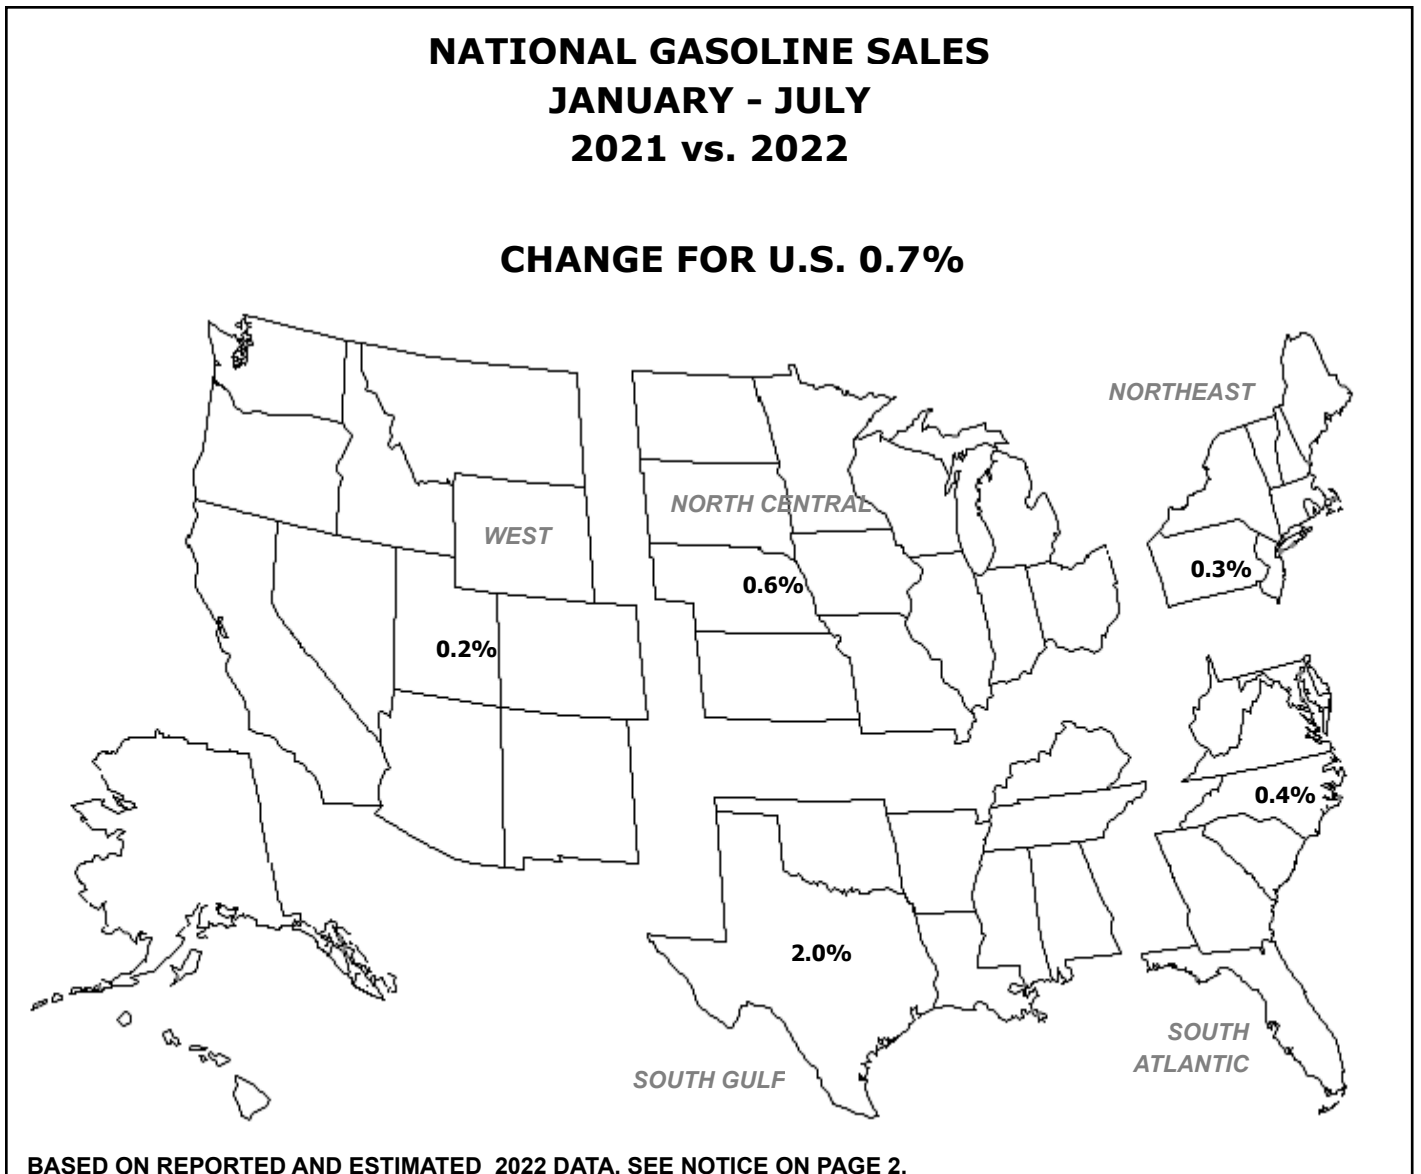 NATIONAL GASOLINE SALES
JANUARY - JULY
2021 vs. 2022
CHANGE FOR U.S. 0.7%
NORTHEAST
NORTH CENTRAL
WEST
0.3%
0.6%
0.2%
0.4%
2.0%
SOUTH
ATLANTIC
SOUTH GULF
BASED ON REPORTED AND ESTIMATED  2022 DATA. SEE NOTICE ON PAGE 2.